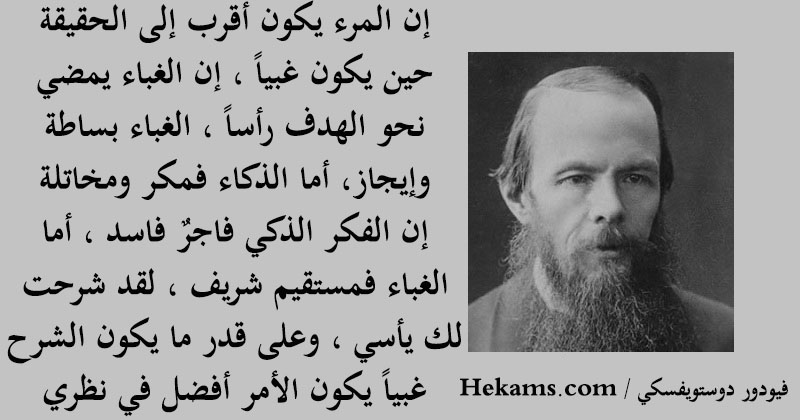 إن المرء يكون أقرب إلى الحقيقة
حين يكون غبياً ، إن الغباء يمضي
نحو الهدف رأساً ، الغباء بساطة
وإيجاز، أما الذكاء فمكر ومخاتلة
إن الفكر الذكي فاجرٌ فاسد ، أما
الغباء فمستقيم شريف ، لقد شرحت
لك يأسي ، وعلى قدر ما يكون الشرح
غبياً يكون الأمر أفضل في نظري
فيودور دوستويفسكي / Hekams.com